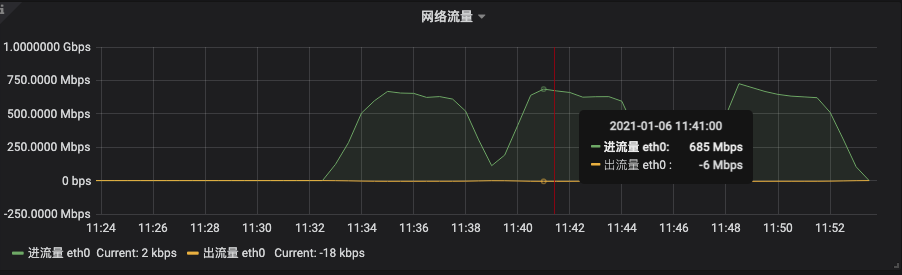 网络流量
1.0000000 Gbps
750.0000 Mbps
500.0000 Mbps
250.0000 Mbps
0 bps
-250.0000 Mbps
2021-01-06 11:41:00
进流量 eth0: 685 Mbps
出流量 eth0 : -6 Mbps
11:24 11:26 11:28 11:30 11:32 11:34 11:36 11:38 11:40 11:42 11:44 11:46 11:48 11:50 11:52
进流量 eth0 Current: 2 kbps 出流量 eth0 Current: -18 kbps